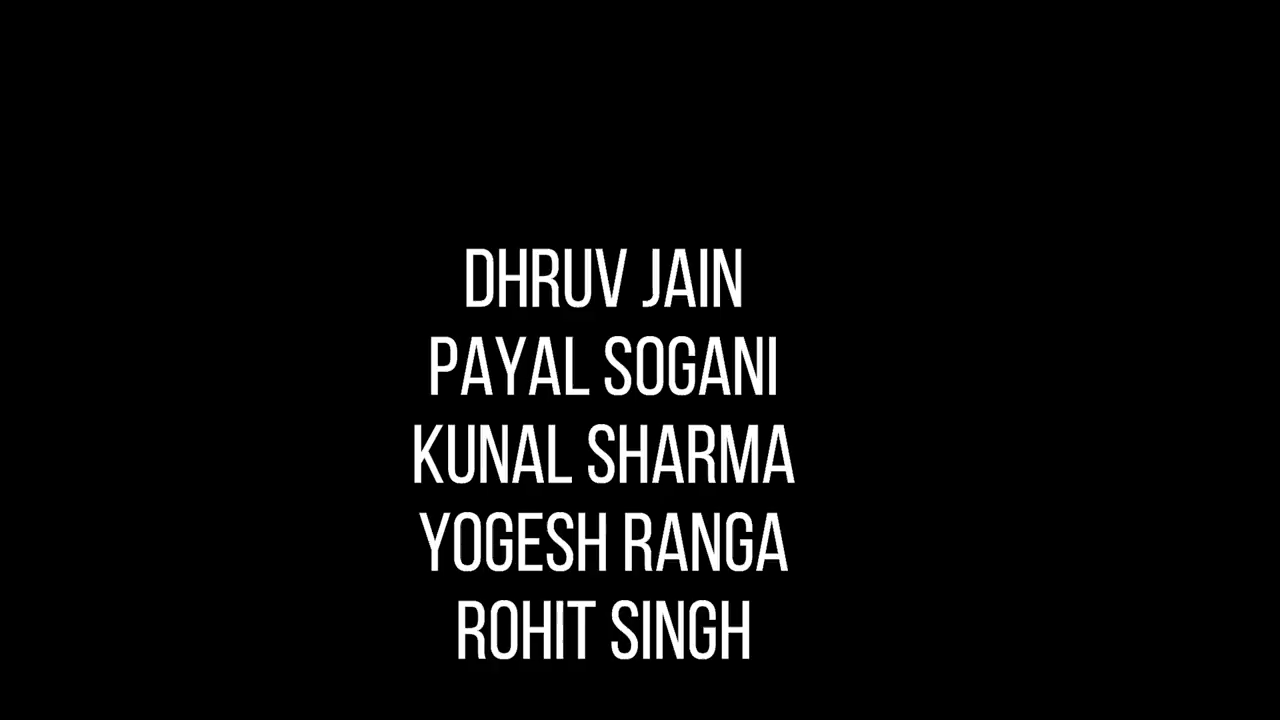 DHRUV JAIN
PAYAL SOGANI
KUNAL SHARMA
YOGESH RANGA
ROHIT SINGH